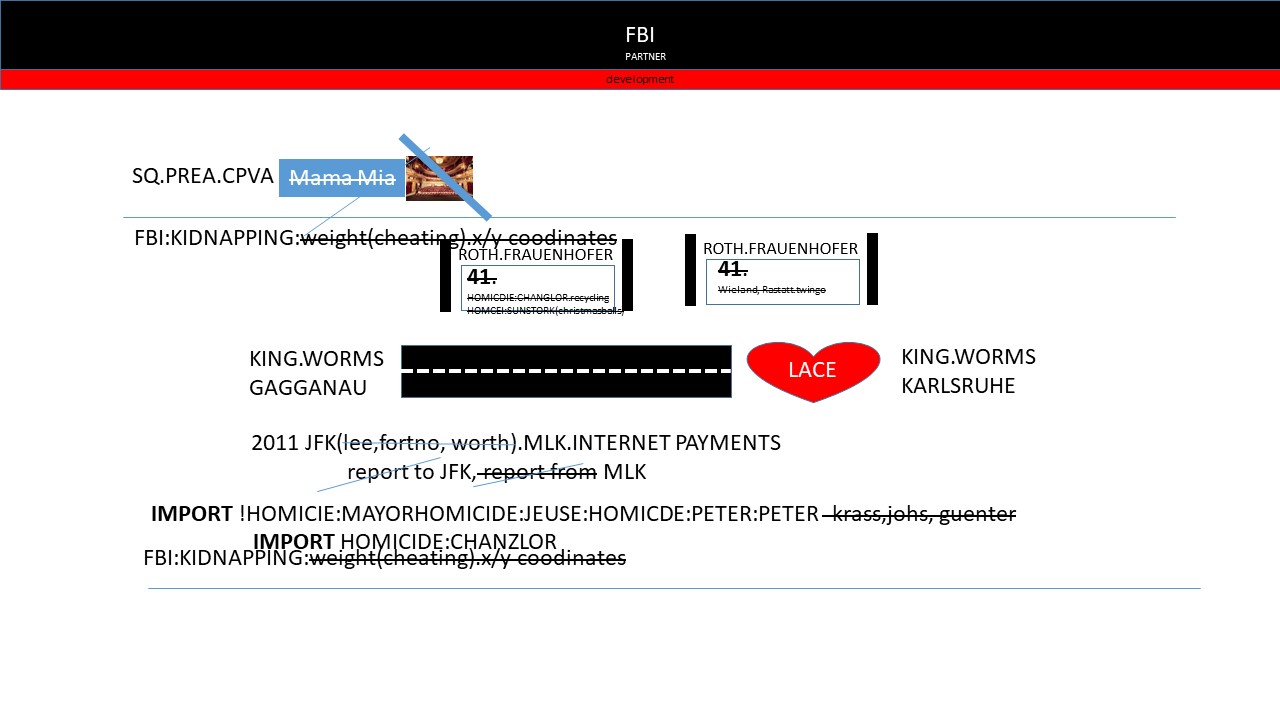 FBI
PARTNER
development
SQ.PREA.CPVA Mama Mia
FBI:KIDNAPPING:weight(cheating).x/y coodinates
ROTH.FRAUENHOFER
41.
HOMICDIE:CHANGLOR.recycling
HOMCEI:SUNSTORK(christmasballs)
ROTH.FRAUENHOFER
41.
Wieland, Rastatt.twingo
KING.WORMS
GAGGANAU
LACE
KING.WORMS
KARLSRUHE
2011 JFK(lee,fortno, worth).MLK.INTERNET PAYMENTS
report to JFK, report from MLK
IMPORT !HOMICIE:MAYORHOMICIDE:JEUSE:HOMICDE:PETER:PETER krass,johs, guenter
IMPORT HOMICIDE:CHANZLOR
FBI:KIDNAPPING:weight(cheating).x/y coodinates